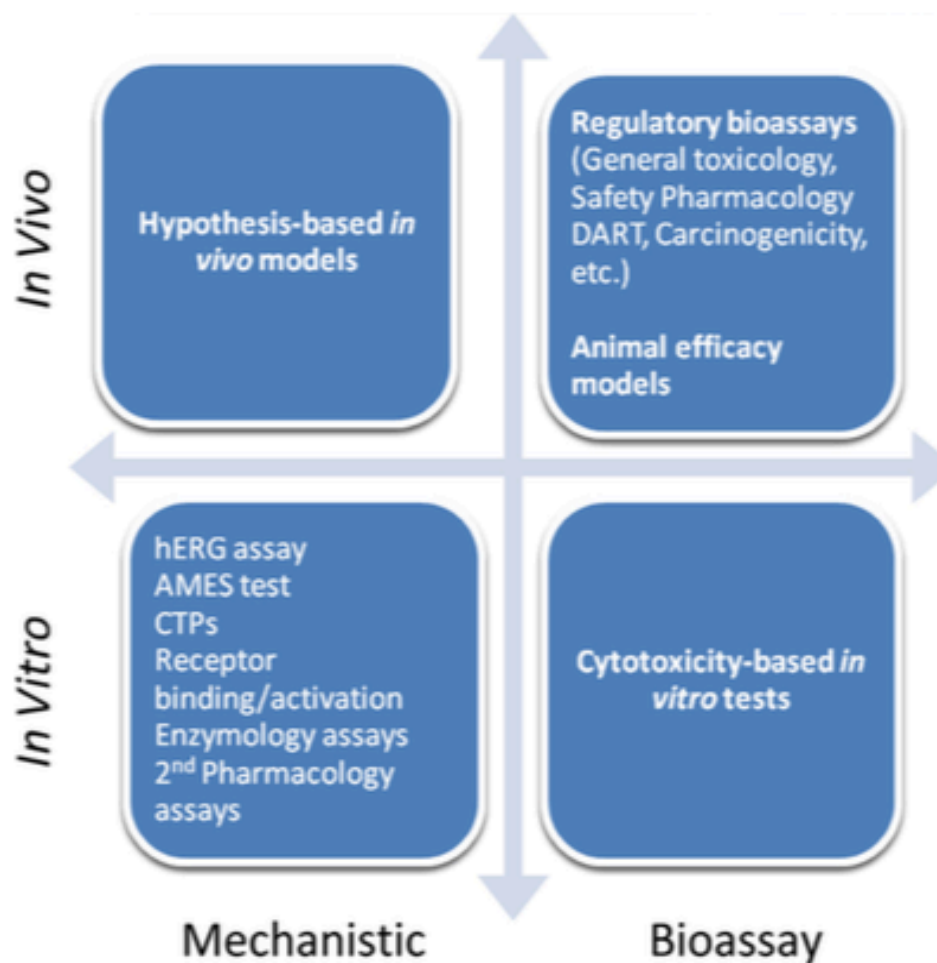 In Vivo
Hypothesis-based in
vivo models
Regulatory bioassays
(General toxicology,
Safety Pharmacology
DART, Carcinogenicity,
etc.)
Animal efficacy
models
In Vitro
hERG assay
AMES test
CTPs
Receptor
binding/activation
Enzymology assays
2nd Pharmacology
assays
Cytotoxicity-based in
vitro tests
Mechanistic
Bioassay